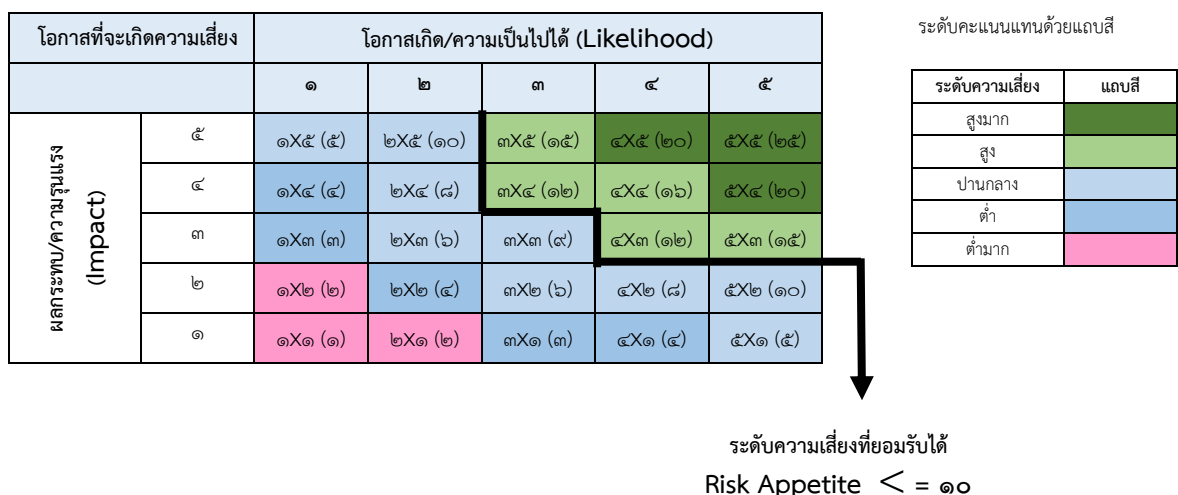 โอกาสที่จะเกิดความเสี่ยง โอกาสเกิด/ความเป็นไปได้ (Likelihood)
๑ ๒ ๓ ๔ ๕
ผลกระทบ/ความรุนแรง
(Impact)
๕ ๑X๕ (๕) ๒X๕ (๑๐) ๓X๕ (๑๕) ๔X๕ (๒๐) ๕X๕ (๒๕)
๔ ๑X๔ (๔) ๒X๔ (๘) ๓X๔ (๑๒) ๔X๔ (๑๖) ๕X๔ (๒๐)
๓ ๑X๓ (๓) ๒X๓ (๖) ๓X๓ (๙) ๔X๓ (๑๒) ๕X๓ (๑๕)
๒ ๑X๒ (๒) ๒X๒ (๔) ๓X๒ (๖) ๔X๒ (๘) ๕X๒ (๑๐)
๑ ๑X๑ (๑) ๒X๑ (๒) ๓X๑ (๓) ๔X๑ (๔) ๕X๑ (๕)
ระดับคะแนนแทนด้วยแถบสี
ระดับความเสี่ยง แถบสี
สูงมาก
สูง
ปานกลาง
ต่ำ
ต่ำมาก
ระดับความเสี่ยงที่ยอมรับได้
Risk Appetite < = ๑๐